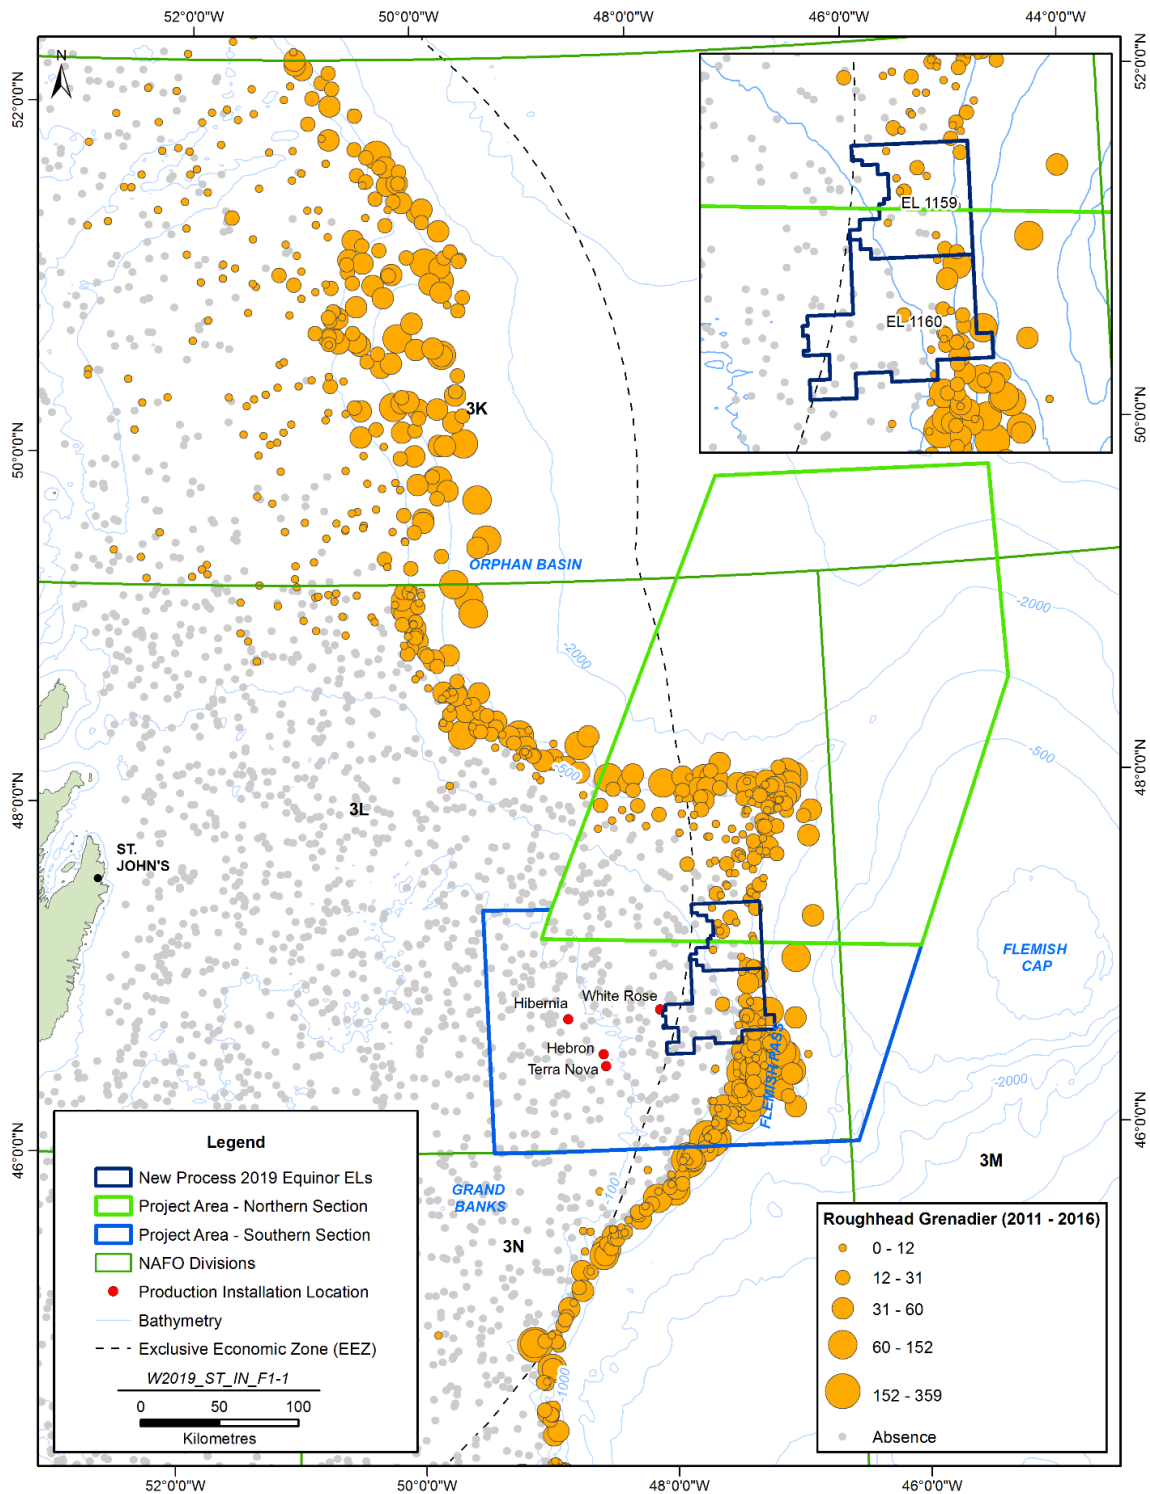 52°0'0"W 50°0'0"W 48°0'0"W 46°0'0"W 44°0'0"W
N
52°0'0"N
52°0'0"N
EL 1159
EL 1160
3K
50°0'0"N
50°0'0"N
ORPHAN BASIN
-2000
-2000
-500
-500
48°0'0"N
48°0'0"N
3L
ST.
JOHN'S
FLEMISH
CAP
White Rose
Hibernia
Hebron
Terra Nova
FLEMISH PASS
-2000
46°0'0"N
46°0'0"N
3M
GRAND
BANKS
-100
3N
-1000
Legend
New Process 2019 Equinor ELs
Project Area - Northern Section
Project Area - Southern Section
NAFO Divisions
Production Installation Location
Bathymetry
Exclusive Economic Zone (EEZ)
W2019_ST_IN_F1-1
0 50 100
Kilometres
Roughhead Grenadier (2011 - 2016)
0 - 12
12 - 31
31 - 60
60 - 152
152 - 359
Absence
52°0'0"W 50°0'0"W 48°0'0"W 46°0'0"W